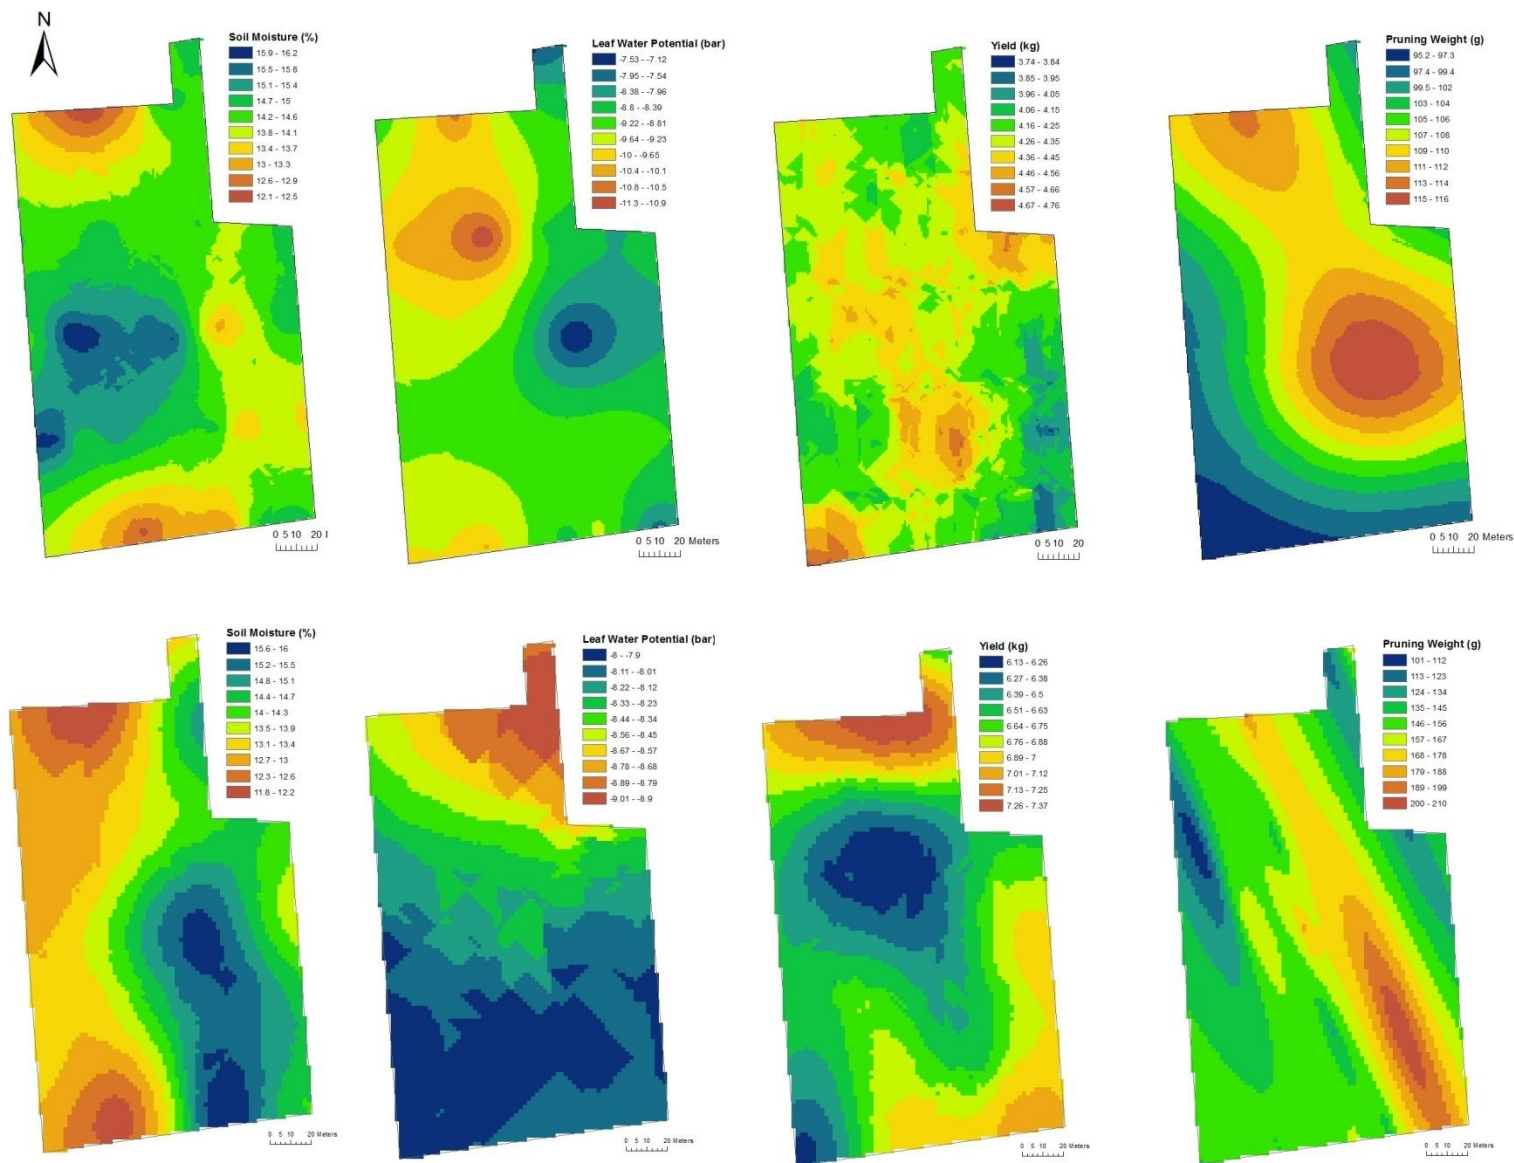 N
Soil Moisture (%)
15.9 - 16.2
15.5 - 15.8
15.1 - 15.4
14.7 - 15
14.2 - 14.6
13.8 - 14.1
13.4 - 13.7
13 - 13.3
12.6 - 12.9
12.1 - 12.5
0 5 10 20
Leaf Water Potential (bar)
-7.53 - -7.12
-7.95 - -7.54
-8.38 - -7.96
-8.8 - -8.39
-9.22 - -8.81
-9.64 - -9.23
-10 - -9.65
-10.4 - -10.1
-10.8 - -10.5
-11.3 - -10.9
0 5 10 20 Meters
Yield (kg)
3.74 - 3.84
3.85 - 3.95
3.96 - 4.05
4.06 - 4.15
4.16 - 4.25
4.26 - 4.35
4.36 - 4.45
4.46 - 4.56
4.57 - 4.66
4.67 - 4.76
0 5 10 20
Pruning Weight (g)
95.2 - 97.3
97.4 - 99.4
99.5 - 102
103 - 104
105 - 106
107 - 108
109 - 110
111 - 112
113 - 114
115 - 116
0 5 10 20 Meters
Soil Moisture (%)
15.6 - 16
15.2 - 15.5
14.8 - 15.1
14.4 - 14.7
14 - 14.3
13.5 - 13.9
13.1 - 13.4
12.7 - 13
12.3 - 12.6
11.8 - 12.2
0 5 10 20 Meters
Leaf Water Potential (bar)
-8 - -7.9
-8.11 - -8.01
-8.22 - -8.12
-8.33 - -8.23
-8.44 - -8.34
-8.56 - -8.45
-8.67 - -8.57
-8.78 - -8.68
-8.89 - -8.79
-9.01 - -8.9
0 5 10 20 Meters
Yield (kg)
6.13 - 6.26
6.27 - 6.38
6.39 - 6.5
6.51 - 6.63
6.64 - 6.75
6.76 - 6.88
6.89 - 7
7.01 - 7.12
7.13 - 7.25
7.26 - 7.37
0 5 10 20 Meters
Pruning Weight (g)
101 - 112
113 - 123
124 - 134
135 - 145
146 - 156
157 - 167
168 - 178
179 - 188
189 - 199
200 - 210
0 5 10 20 Meters